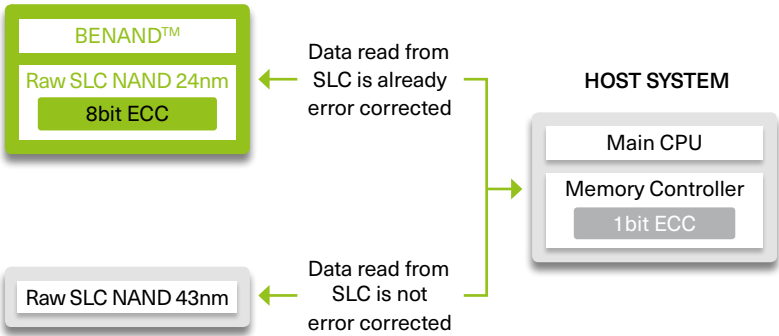 BENAND™
Raw SLC NAND 24nm
8bit ECC
Data read from
SLC is already
error corrected
HOST SYSTEM
Main CPU
Memory Controller
1bit ECC
Raw SLC NAND 43nm
Data read from
SLC is not
error corrected